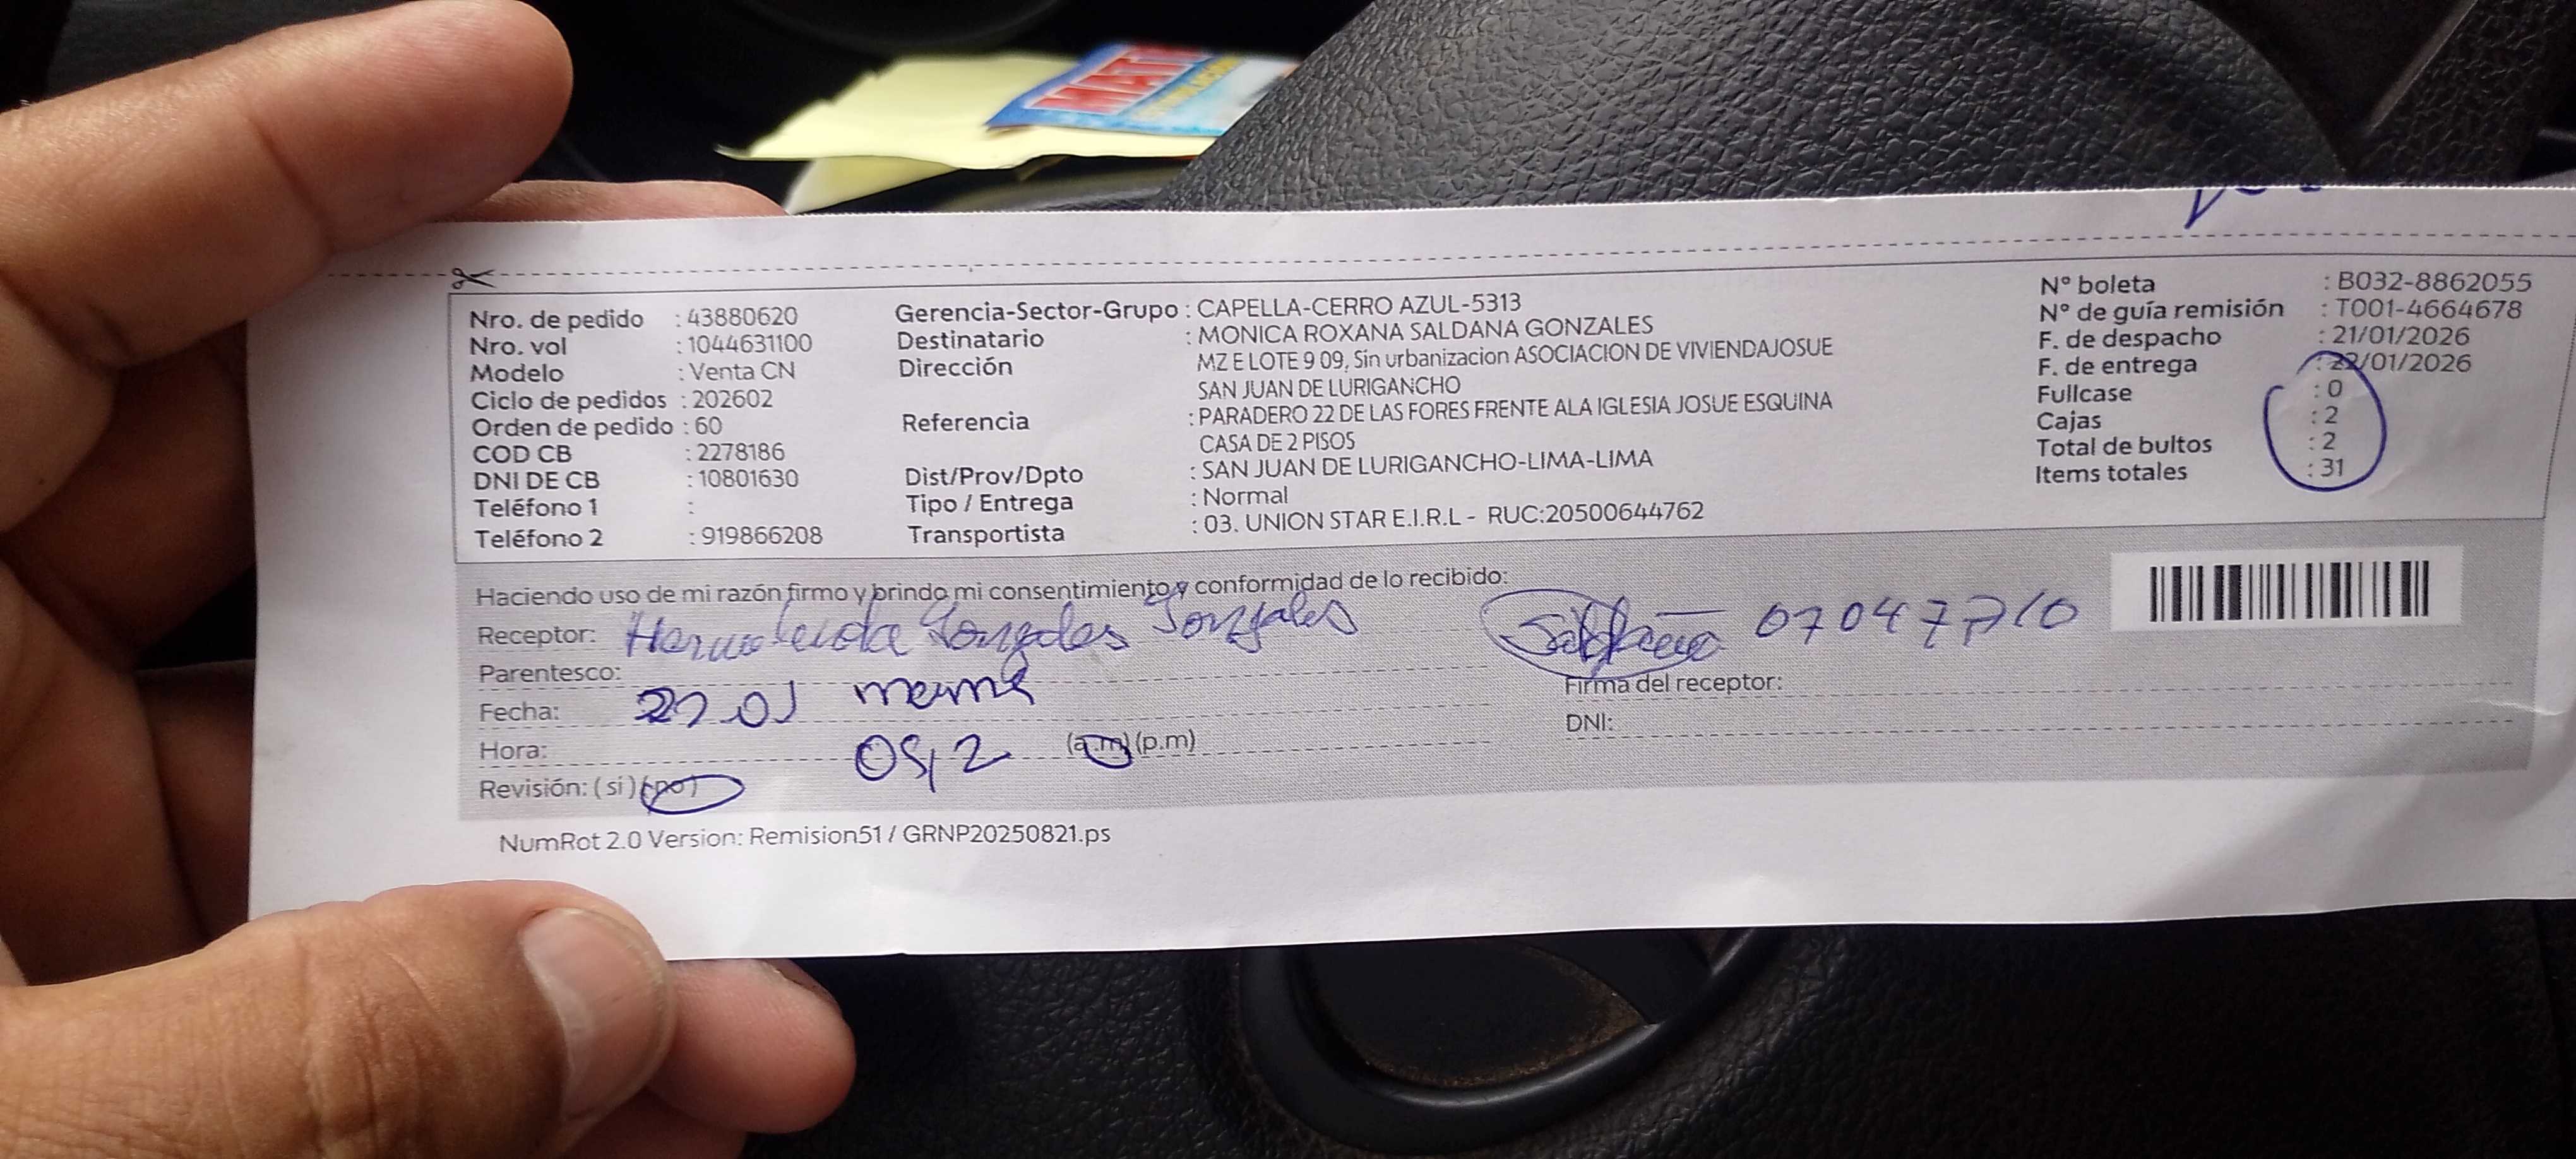 MAT
Nro. de pedido : 43880620
Nro. vol : 1044631100
Modelo : Venta CN
Ciclo de pedidos : 202602
Orden de pedido : 60
COD CB : 2278186
DNI DE CB : 10801630
Teléfono 1 :
Teléfono 2 : 919866208
Gerencia-Sector-Grupo : CAPELLA-CERRO AZUL-5313
Destinatario : MONICA ROXANA SALDANA GONZALES
Dirección MZ E LOTE 9 09, Sin urbanizacion ASOCIACION DE VIVIENDAJOSUE
SAN JUAN DE LURIGANCHO
Referencia : PARADERO 22 DE LAS FORES FRENTE ALA IGLESIA JOSUE ESQUINA
CASA DE 2 PISOS
Dist/Prov/Dpto : SAN JUAN DE LURIGANCHO-LIMA-LIMA
Tipo / Entrega : Normal
Transportista : 03. UNION STAR E.I.R.L - RUC:20500644762
N° boleta : B032-8862055
N° de guía remisión : T001-4664678
F. de despacho : 21/01/2026
F. de entrega : 22/01/2026
Fullcase : 0
Cajas : 2
Total de bultos : 2
Items totales : 31
Haciendo uso de mi razón firmo y brindo mi consentimiento y conformidad de lo recibido:
Receptor: Gonzales Gonzales
Parentesco:
Fecha: 22 01
Hora: (a.m) (p.m)
Revisión: ( si ) ( no )
Firma del receptor:
DNI:
NumRot 2.0 Version: Remision51 / GRNP20250821.ps